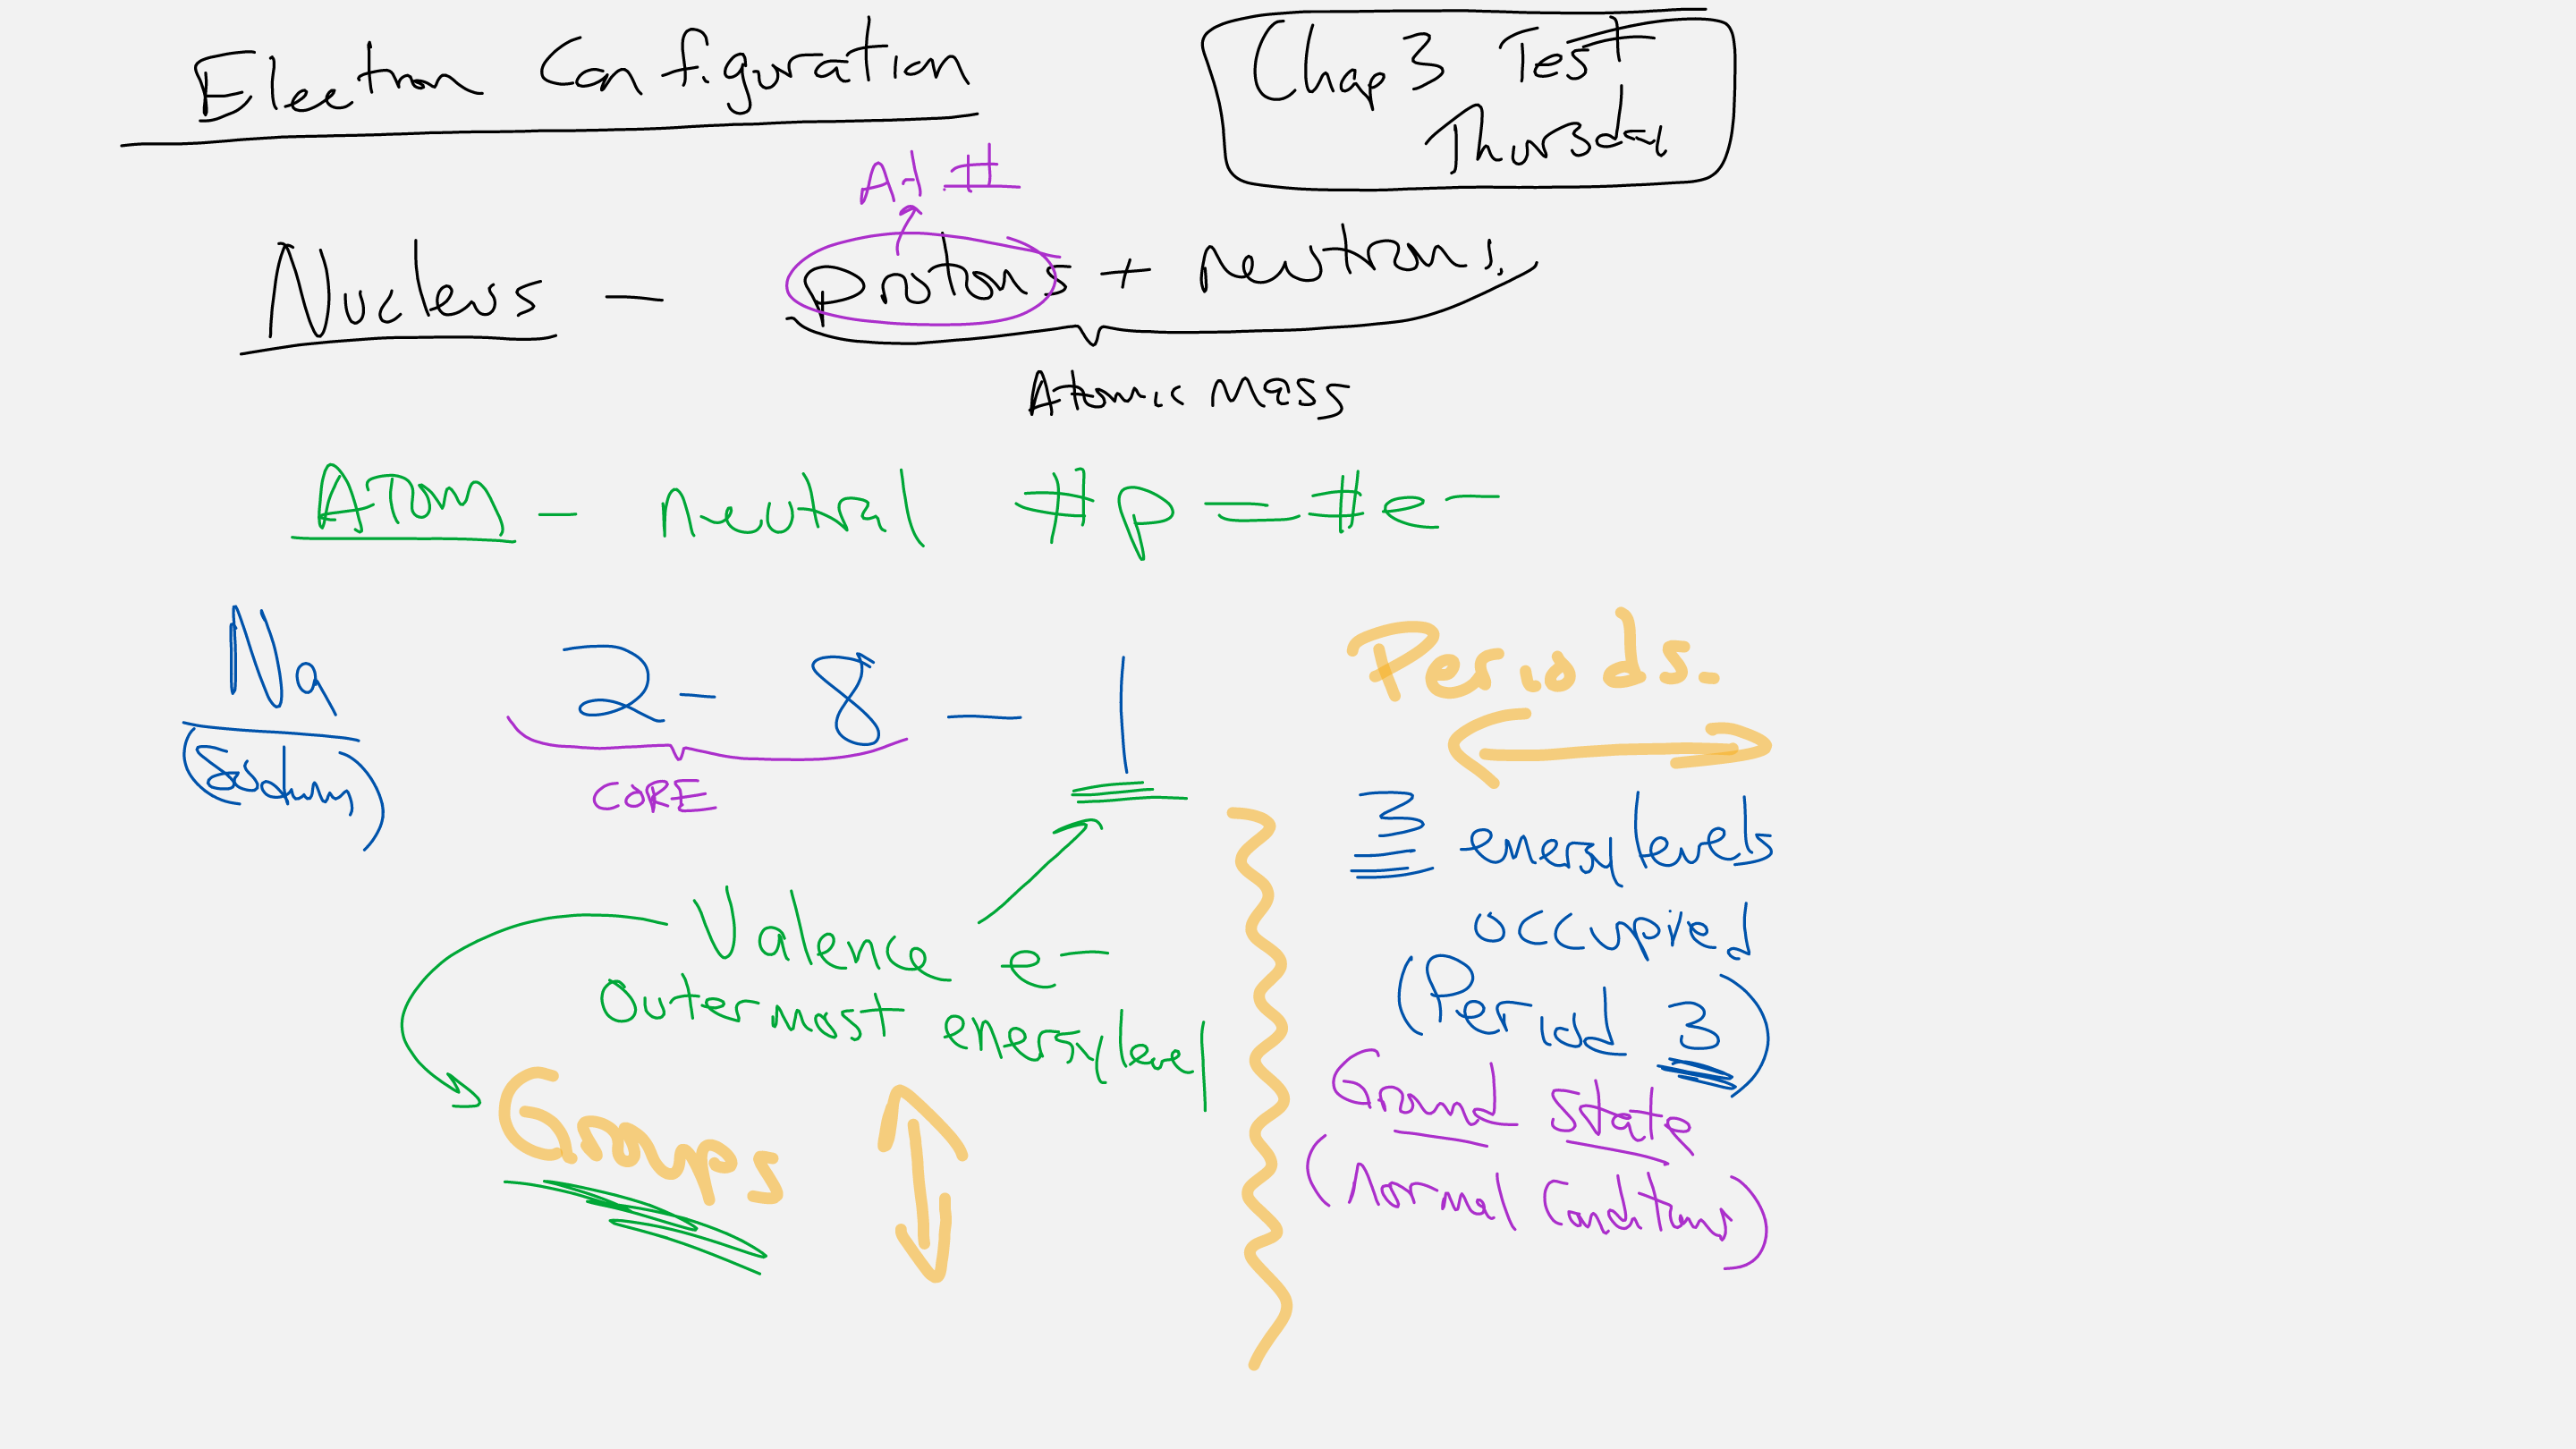 Electron Configuration
Chap 3 Test
Thursday
At #
Nucleus - protons + neutrons.
Atomic Mass
Atom - neutral #p = #e-
Na 2 - 8 - 1
(Sodium)
CORE
Valence e-
Outermost energy level
Groups
Periods.
3 energy levels
occupied
(Period 3)
Ground State
(Normal Conditions)